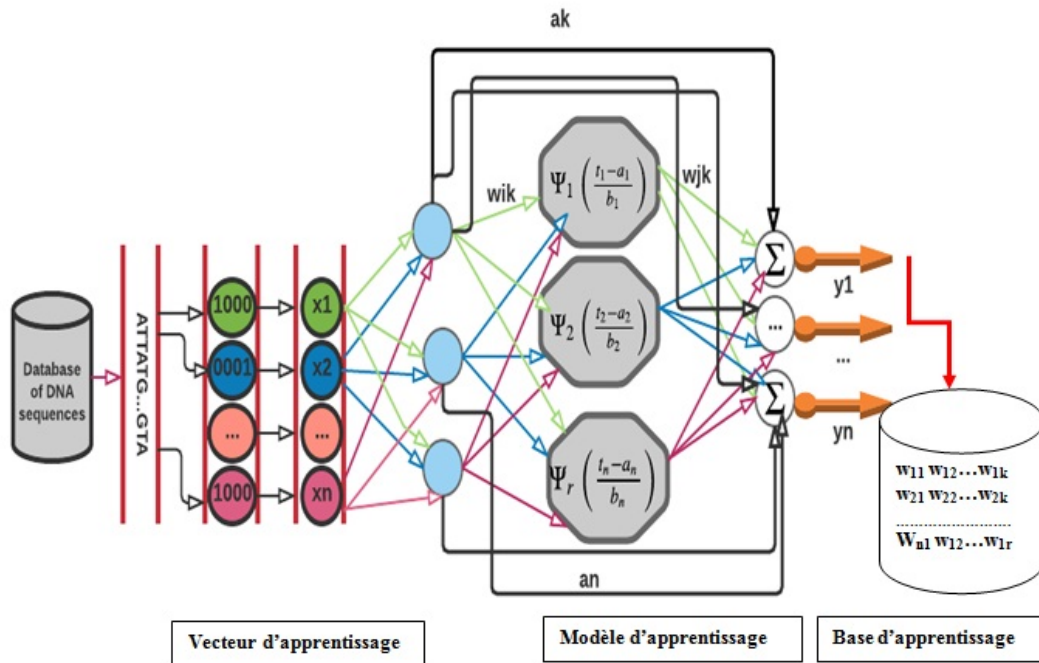 ak
wik
wjk
Ψ1 ( t1−a1 / b1 )
Ψ2 ( t2−a2 / b2 )
Ψr ( tn−an / bn )
Database
of DNA
sequences
ATTATG...GTA
1000
x1
0001
x2
...
...
1000
xn
Σ
...
Σ
y1
...
yn
an
w11 w12...w1k
w21 w22...w2k
................................
Wn1 w12...w1r
Vecteur d’apprentissage
Modèle d’apprentissage
Base d’apprentissage